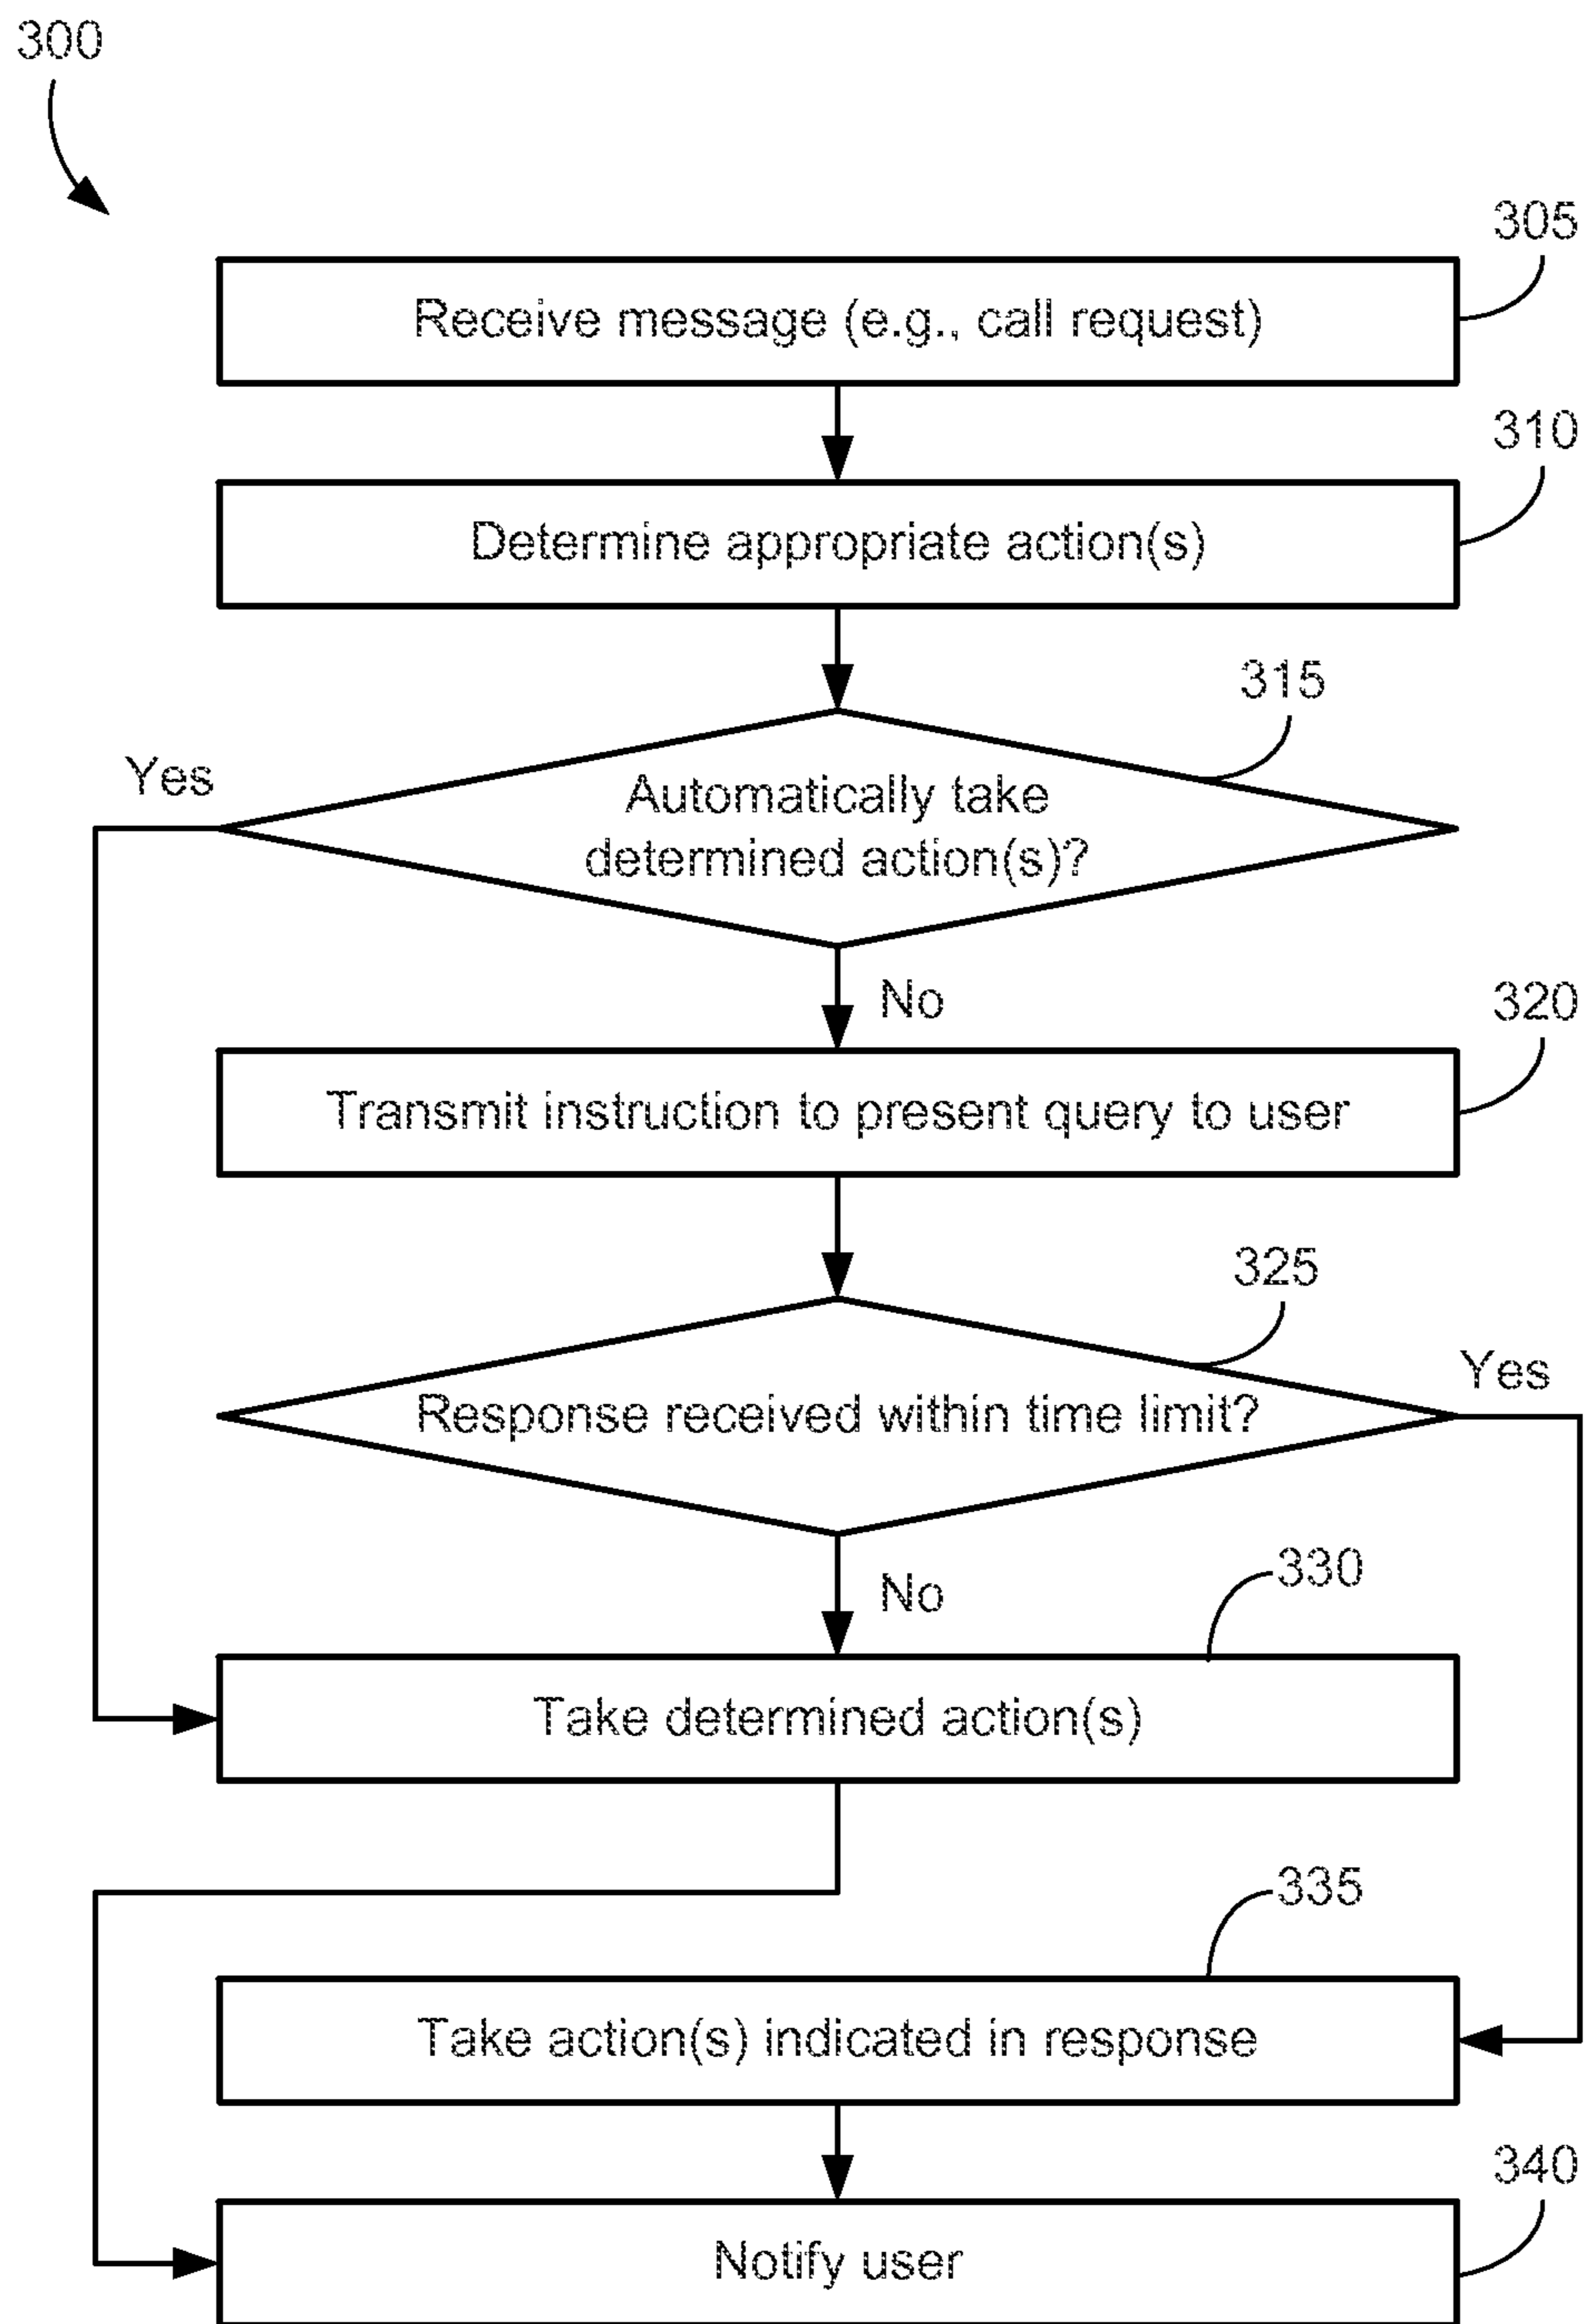 300
305
Receive message (e.g., call request)
310
Determine appropriate action(s)
315
Yes
Automatically take
determined action(s)?
No
320
Transmit instruction to present query to user
325
Yes
Response received within time limit?
No
330
Take determined action(s)
335
Take action(s) indicated in response
340
Notify user